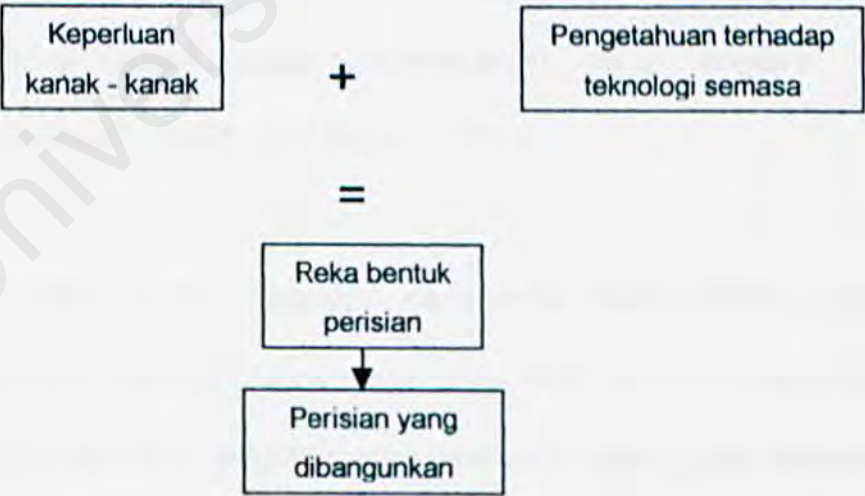 Keperluan
kanak - kanak
+
Pengetahuan terhadap
teknologi semasa
=
Reka bentuk
perisian
Perisian yang
dibangunkan